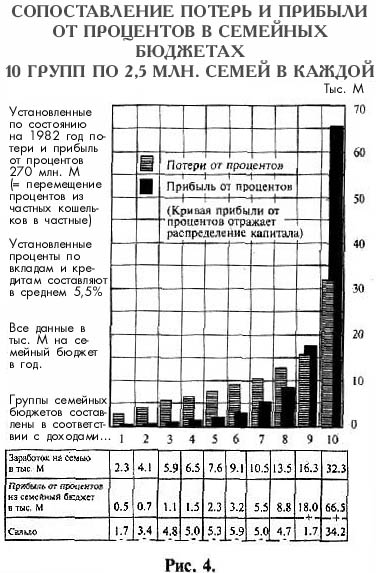 СОПОСТАВЛЕНИЕ ПОТЕРЬ И ПРИБЫЛИ
ОТ ПРОЦЕНТОВ В СЕМЕЙНЫХ
БЮДЖЕТАХ
10 ГРУПП ПО 2,5 МЛН. СЕМЕЙ В КАЖДОЙ
Тыс. М
Установленные
по состоянию
на 1982 год по-
тери и прибыль
от процентов
270 млн. М
(= перемещение
процентов из
частных кошель-
ков в частные)
Установленные
проценты по
вкладам и кре-
дитам составляют
в среднем 5,5%
Все данные в
тыс. М на се-
мейный бюджет
в год.
Группы семейных
бюджетов состав-
лены в соответст-
вии с доходами...
Потери от процентов
Прибыль от процентов
(Кривая прибыли от
процентов отражает
распределение капитала)
70
60
50
40
30
20
10
0
1 2 3 4 5 6 7 8 9 10
Заработок на семью
в тыс. М 2.3 4.1 5.9 6.5 7.6 9.1 10.5 13.5 16.3 32.3
Прибыль от процентов
из семейный бюджет
в тыс. М 0.5 0.7 1.1 1.5 2.3 3.2 5.5 8.8 18.0 66.5
+ +
Сальдо 1.7 3.4 4.8 5.0 5.3 5.9 5.0 4.7 1.7 34.2
Рис. 4.